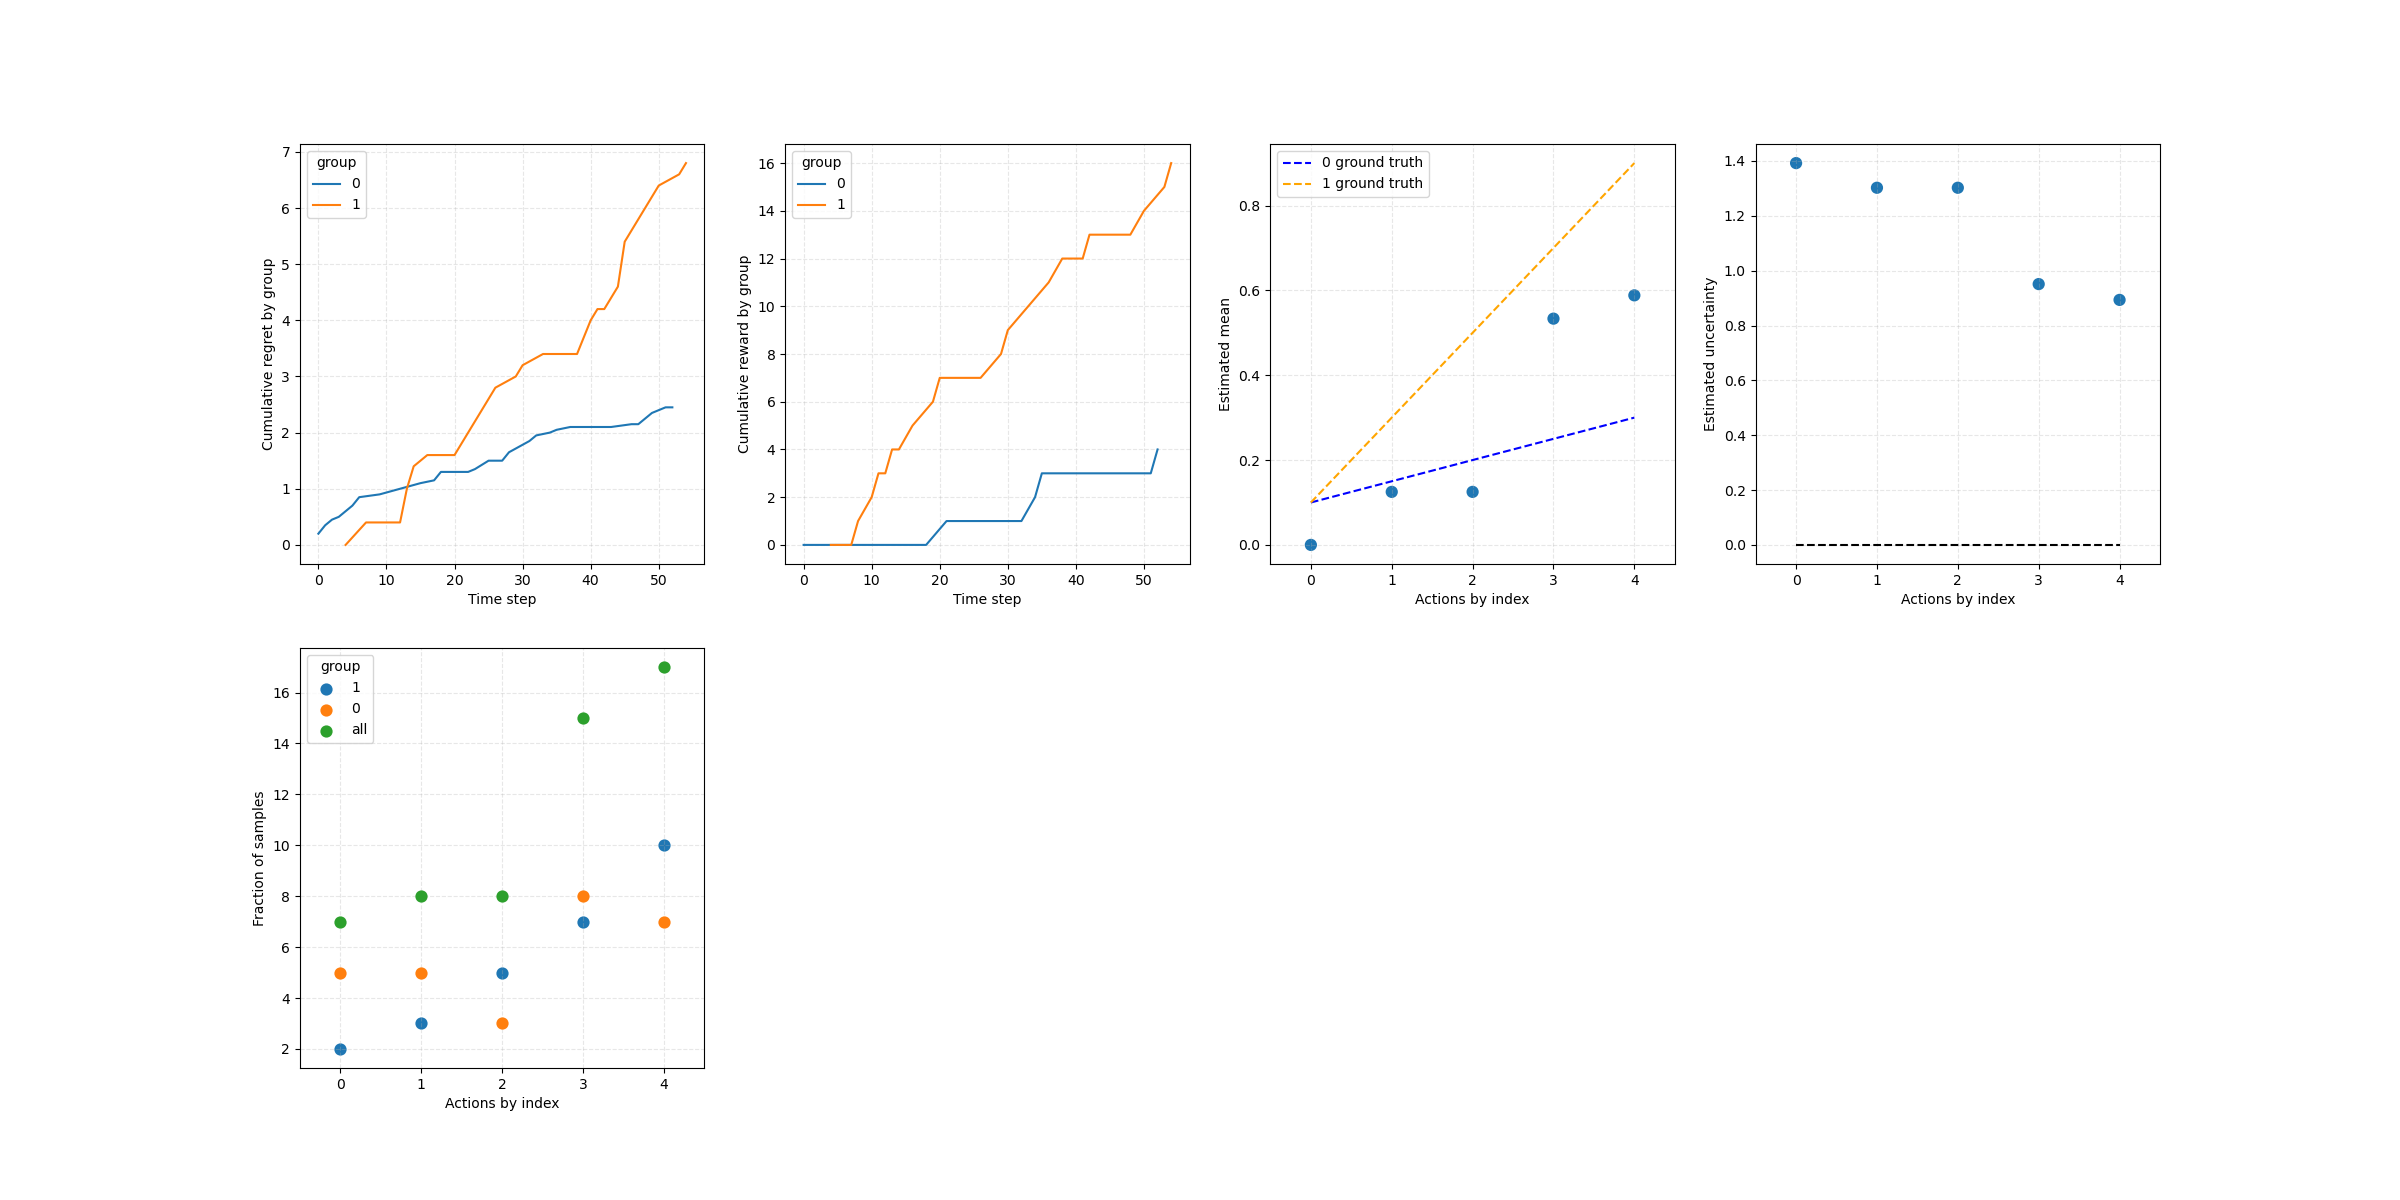 group
0
1
7
6
5
4
3
2
1
0
Cumulative regret by group
0 10 20 30 40 50
Time step
group
0
1
16
14
12
10
8
6
4
2
0
Cumulative reward by group
0 10 20 30 40 50
Time step
0 ground truth
1 ground truth
0.8
0.6
0.4
0.2
0.0
Estimated mean
0 1 2 3 4
Actions by index
1.4
1.2
1.0
0.8
0.6
0.4
0.2
0.0
Estimated uncertainty
0 1 2 3 4
Actions by index
group
1
0
all
16
14
12
10
8
6
4
2
Fraction of samples
0 1 2 3 4
Actions by index